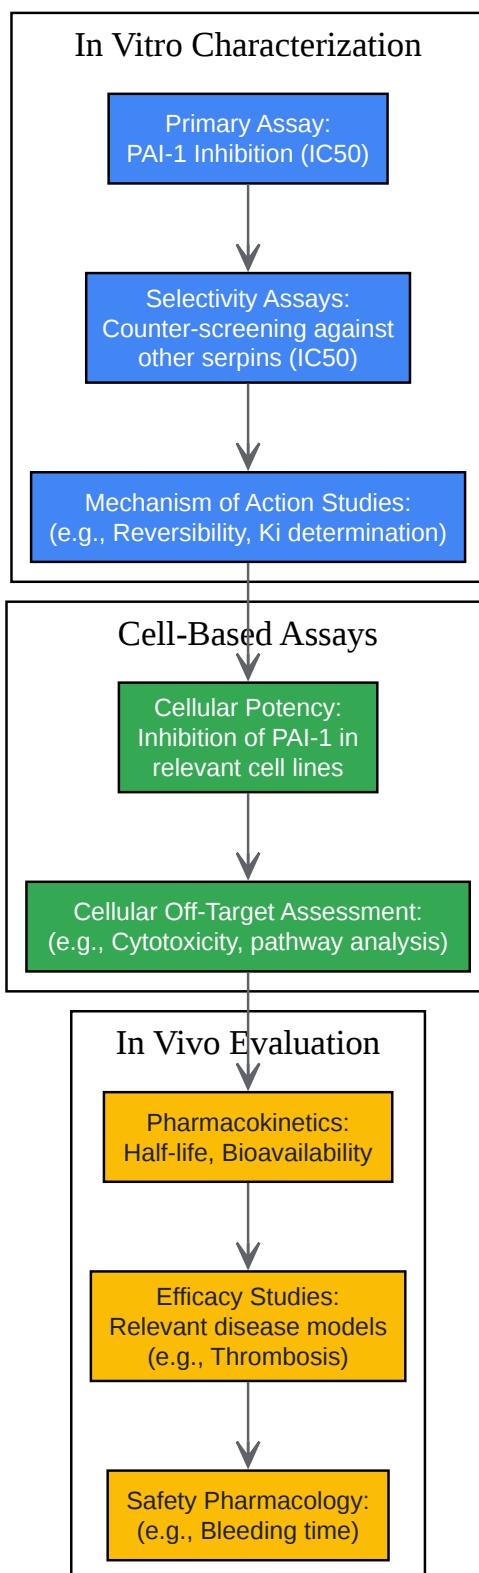 In Vitro Characterization
Primary Assay:
PAI-1 Inhibition (IC50)
Selectivity Assays:
Counter-screening against
other serpins (IC50)
Mechanism of Action Studies:
(e.g., Reversibility, Ki determination)
Cell-Based Assays
Cellular Potency:
Inhibition of PAI-1 in
relevant cell lines
Cellular Off-Target Assessment:
(e.g., Cytotoxicity, pathway analysis)
In Vivo Evaluation
Pharmacokinetics:
Half-life, Bioavailability
Efficacy Studies:
Relevant disease models
(e.g., Thrombosis)
Safety Pharmacology:
(e.g., Bleeding time)